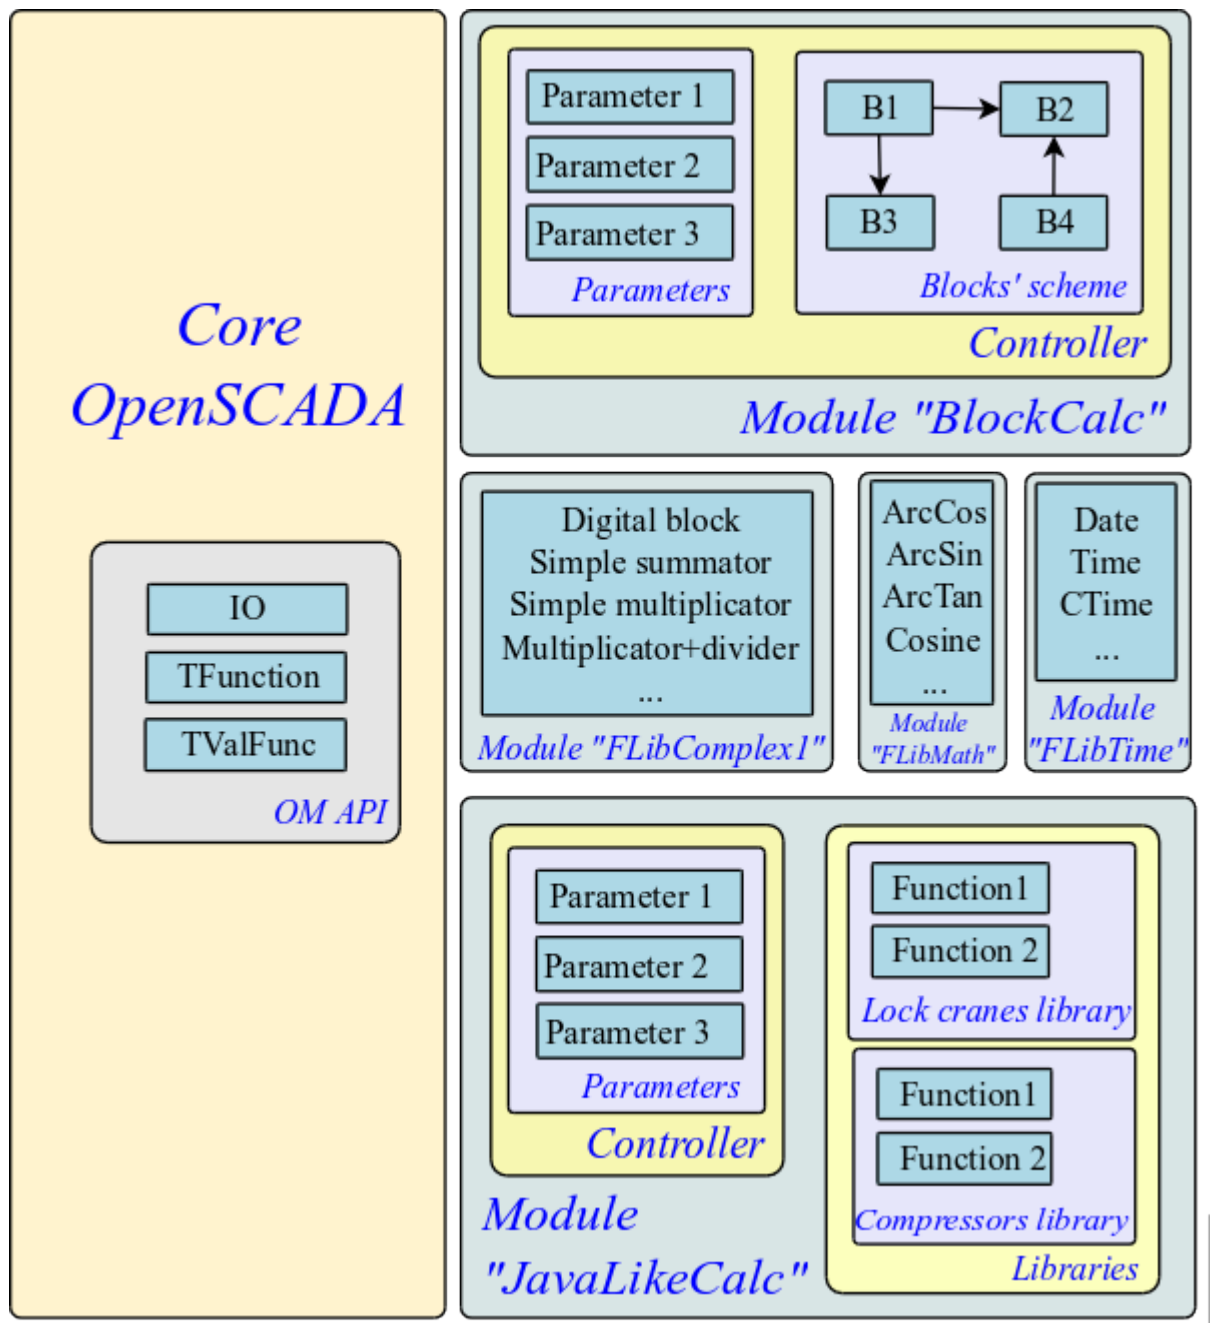 Core
OpenSCADA
IO
TFunction
TValFunc
OM API
Parameter 1
Parameter 2
Parameter 3
Parameters
B1
B2
B3
B4
Blocks' scheme
Controller
Module "BlockCalc"
Digital block
Simple summator
Simple multiplicator
Multiplicator+divider
...
Module "FLibComplex1"
ArcCos
ArcSin
ArcTan
Cosine
...
Module
"FLibMath"
Date
Time
CTime
...
Module
"FLibTime"
Parameter 1
Parameter 2
Parameter 3
Parameters
Controller
Function1
Function 2
Lock cranes library
Function1
Function 2
Compressors library
Libraries
Module
"JavaLikeCalc"